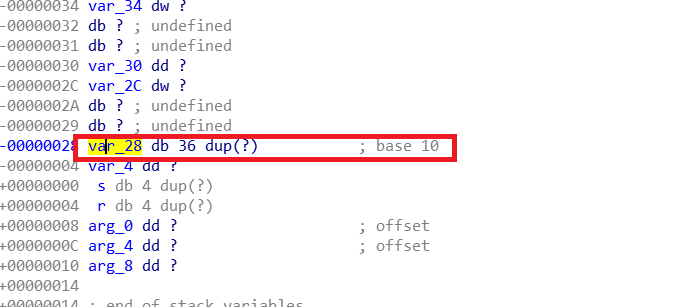 -00000034 var_34 dw ?
-00000032 db ? ; undefined
-00000031 db ? ; undefined
-00000030 var_30 dd ?
-0000002C var_2C dw ?
-0000002A db ? ; undefined
-00000029 db ? ; undefined
-00000028 var_28 db 36 dup(?) ; base 10
-00000004 var_4 dd ?
+00000000 s db 4 dup(?)
+00000004 r db 4 dup(?)
+00000008 arg_0 dd ? ; offset
+0000000C arg_4 dd ? ; offset
+00000010 arg_8 dd ?
+00000014
+00000014 ; end of stack variables